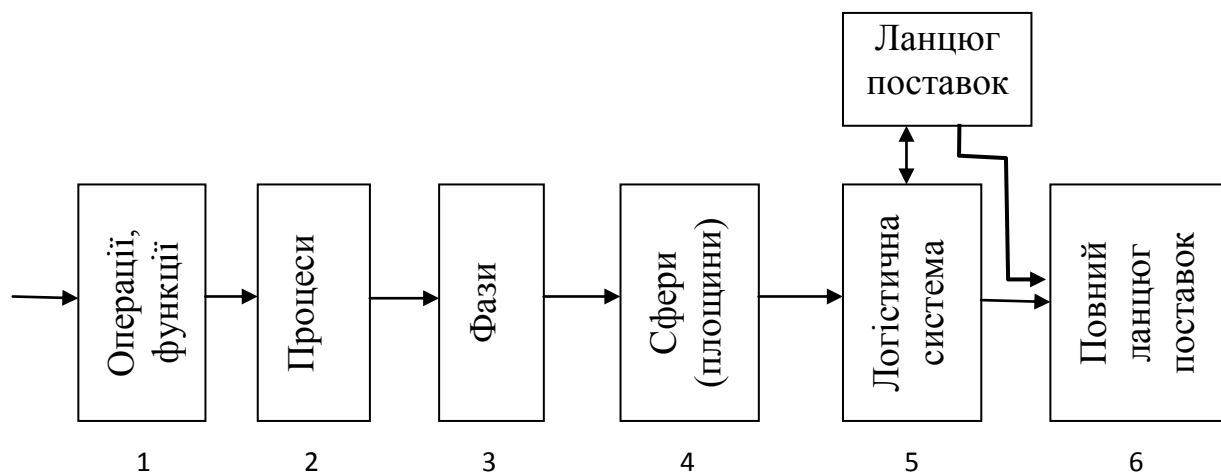 Ланцюг
поставок
Операції,
функції
Процеси
Фази
Сфери
(площини)
Логістична
система
Повний
ланцюг
поставок
1
2
3
4
5
6